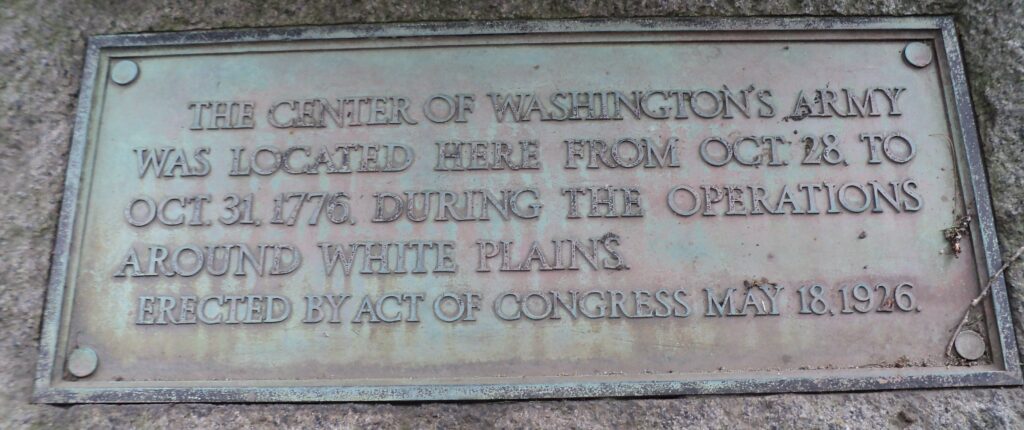 THE CENTER OF WASHINGTON'S ARMY
WAS LOCATED HERE FROM OCT. 28. TO
OCT. 31, 1776, DURING THE OPERATIONS
AROUND WHITE PLAINS.
ERECTED BY ACT OF CONGRESS MAY 18, 1926.